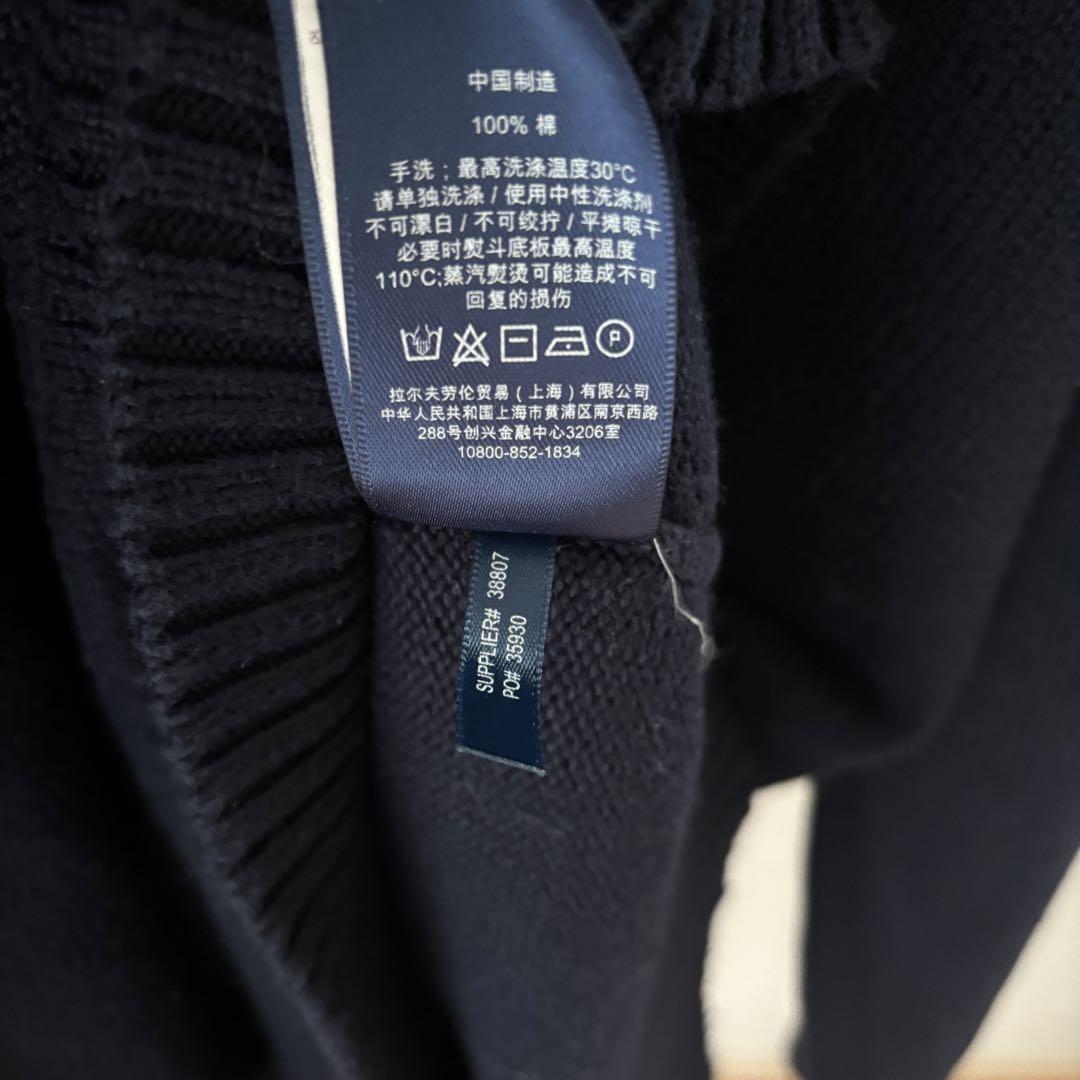 中国制造
100% 棉
手洗；最高洗涤温度30°C
请单独洗涤 / 使用中性洗涤剂
不可漂白 / 不可绞拧 / 平摊晾干
必要时熨斗底板最高温度
110°C;蒸汽熨烫可能造成不可
回复的损伤
P
拉尔夫劳伦贸易（上海）有限公司
中华人民共和国上海市黄浦区南京西路
288号创兴金融中心3206室
10800-852-1834
SUPPLIER# 38807
PO# 35930